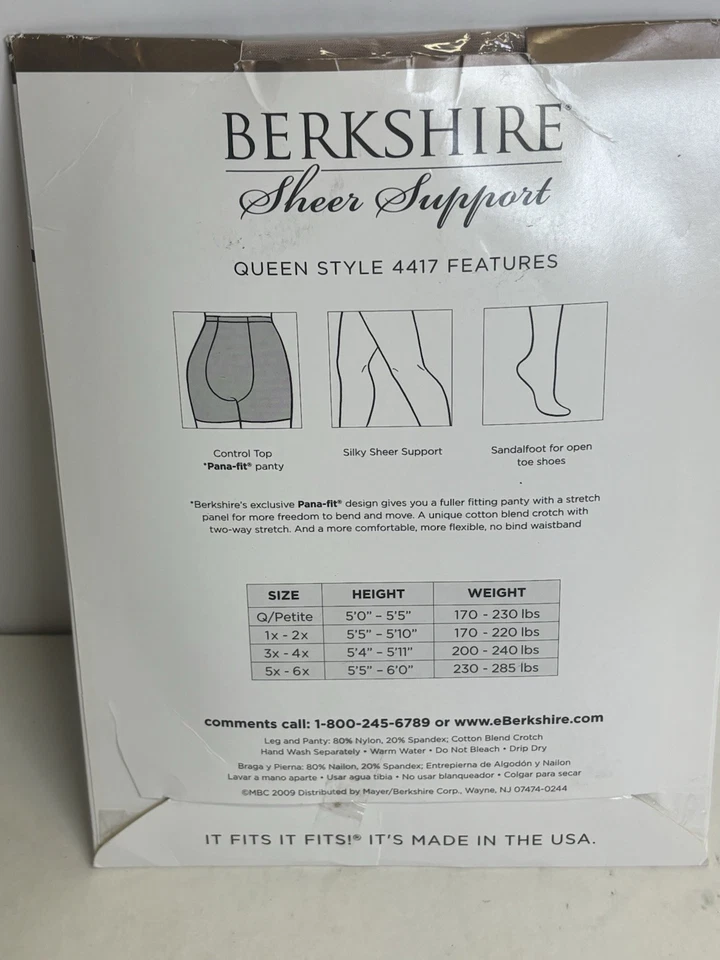 BERKSHIRE®
Sheer Support
QUEEN STYLE 4417 FEATURES
Control Top
*Pana-fit® panty
Silky Sheer Support
Sandalfoot for open
toe shoes
*Berkshire's exclusive Pana-fit® design gives you a fuller fitting panty with a stretch
panel for more freedom to bend and move. A unique cotton blend crotch with
two-way stretch. And a more comfortable, more flexible, no bind waistband
SIZE HEIGHT WEIGHT
Q/Petite 5'0" – 5'5" 170 - 230 lbs
1x - 2x 5'5" – 5'10" 170 - 220 lbs
3x - 4x 5'4" – 5'11" 200 - 240 lbs
5x - 6x 5'5" – 6'0" 230 - 285 lbs
comments call: 1-800-245-6789 or www.eBerkshire.com
Leg and Panty: 80% Nylon, 20% Spandex; Cotton Blend Crotch
Hand Wash Separately • Warm Water • Do Not Bleach • Drip Dry
Braga y Pierna: 80% Nailon, 20% Spandex; Entrepierna de Algodón y Nailon
Lavar a mano aparte • Usar agua tibia • No usar blanqueador • Colgar para secar
©MBC 2009 Distributed by Mayer/Berkshire Corp., Wayne, NJ 07474-0244
IT FITS IT FITS!® IT'S MADE IN THE USA.